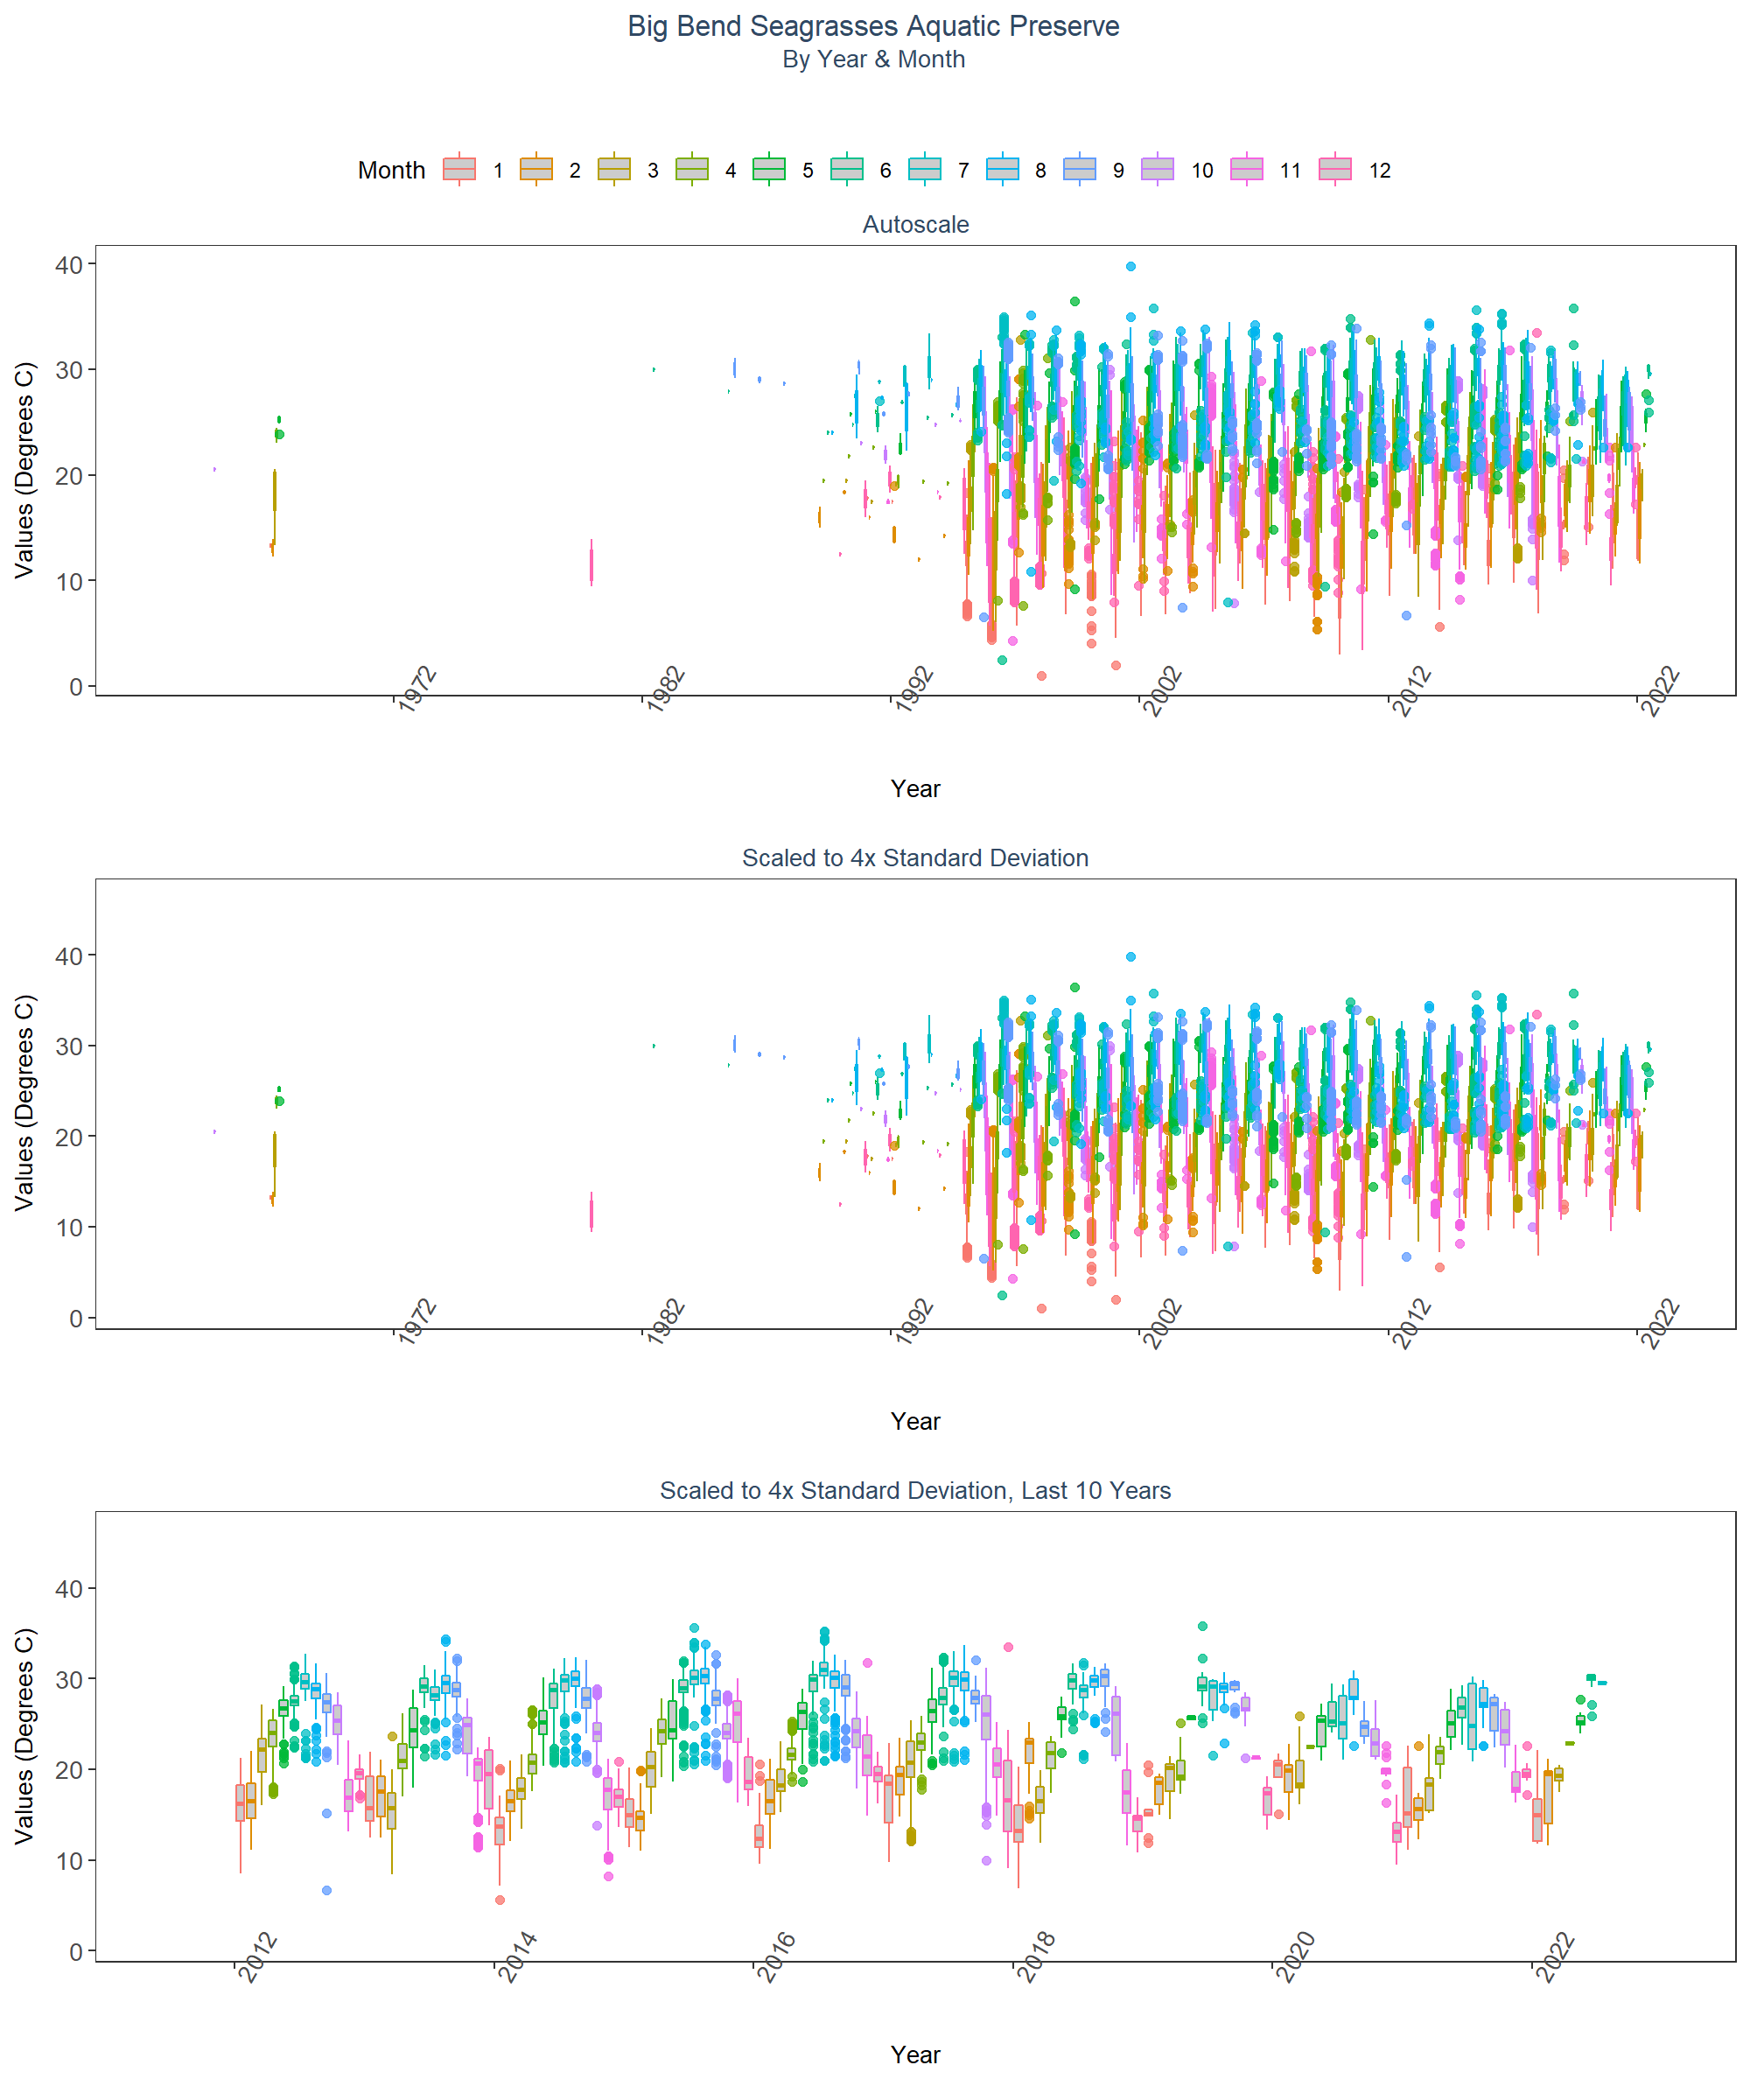 Big Bend Seagrasses Aquatic Preserve
By Year & Month
Month 1 2 3 4 5 6 7 8 9 10 11 12
Autoscale
Values (Degrees C)
40
30
20
10
0
1972 1982 1992 2002 2012 2022
Year
Scaled to 4x Standard Deviation
Values (Degrees C)
40
30
20
10
0
1972 1982 1992 2002 2012 2022
Year
Scaled to 4x Standard Deviation, Last 10 Years
Values (Degrees C)
40
30
20
10
0
2012 2014 2016 2018 2020 2022
Year